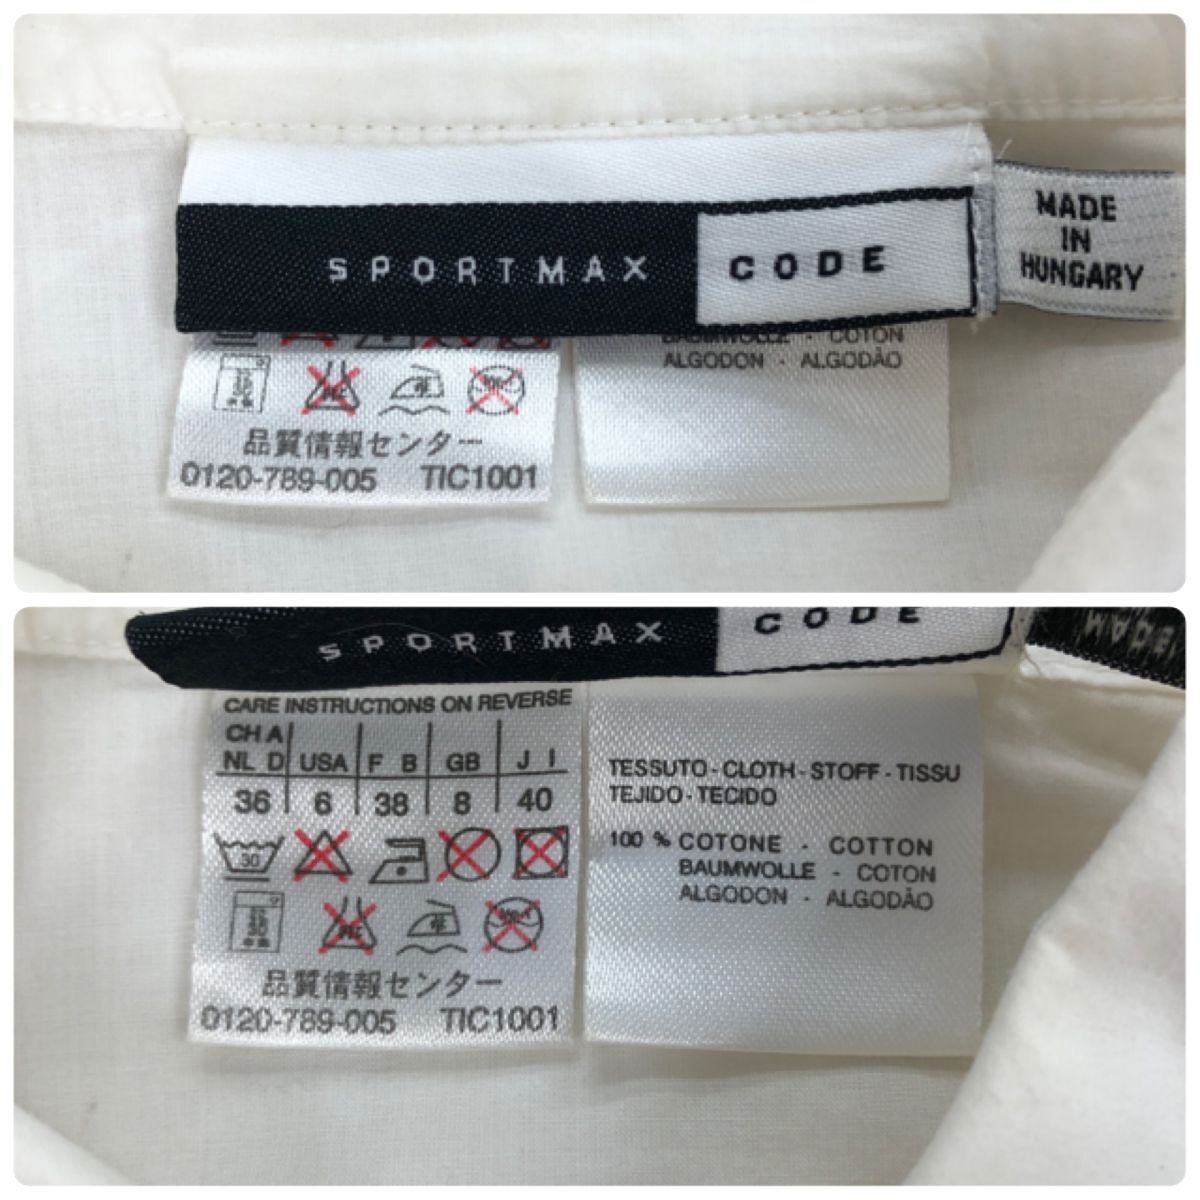 SPORTMAX CODE
MADE
IN
HUNGARY
BAUMWOLLE - COTON
ALGODON - ALGODÃO
品質情報センター
0120-789-005 TIC1001
SPORTMAX CODE
MADE
CARE INSTRUCTIONS ON REVERSE
CH A
NL D USA F B GB J I
36 6 38 8 40
30
品質情報センター
0120-789-005 TIC1001
TESSUTO - CLOTH - STOFF - TISSU
TEJIDO - TECIDO
100 % COTONE - COTTON
BAUMWOLLE - COTON
ALGODON - ALGODÃO